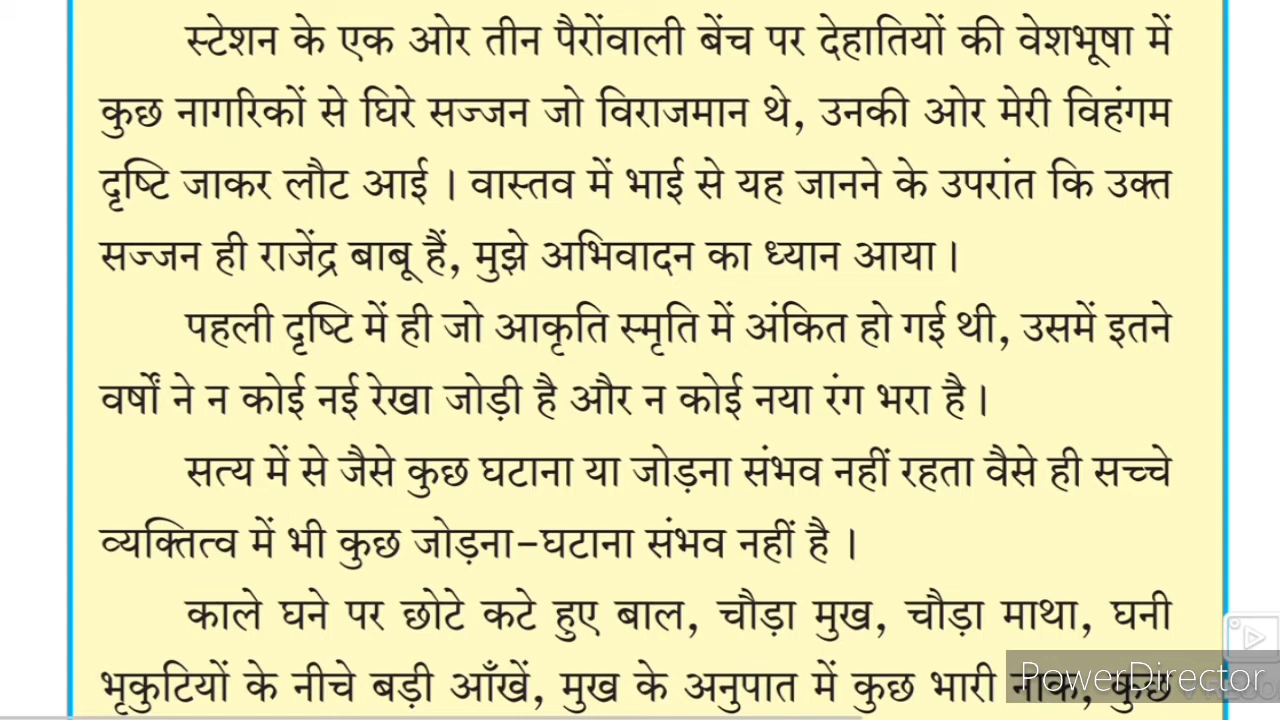 स्टेशन के एक ओर तीन पैरोंवाली बेंच पर देहातियों की वेशभूषा में
कुछ नागरिकों से घिरे सज्जन जो विराजमान थे, उनकी ओर मेरी विहंगम
दृष्टि जाकर लौट आई । वास्तव में भाई से यह जानने के उपरांत कि उक्त
सज्जन ही राजेंद्र बाबू हैं, मुझे अभिवादन का ध्यान आया ।
पहली दृष्टि में ही जो आकृति स्मृति में अंकित हो गई थी, उसमें इतने
वर्षों ने न कोई नई रेखा जोड़ी है और न कोई नया रंग भरा है ।
सत्य में से जैसे कुछ घटाना या जोड़ना संभव नहीं रहता वैसे ही सच्चे
व्यक्तित्व में भी कुछ जोड़ना-घटाना संभव नहीं है ।
काले घने पर छोटे कटे हुए बाल, चौड़ा मुख, चौड़ा माथा, घनी
भृकुटियों के नीचे बड़ी आँखें, मुख के अनुपात में कुछ भारी नाक, कुछ
PowerDirector